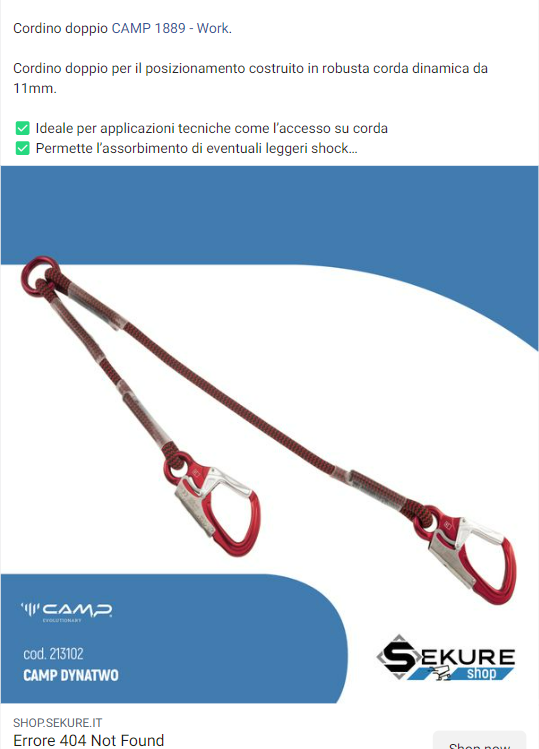 Cordino doppio CAMP 1889 - Work.
Cordino doppio per il posizionamento costruito in robusta corda dinamica da
11mm.
✅ Ideale per applicazioni tecniche come l’accesso su corda
✅ Permette l’assorbimento di eventuali leggeri shock...
CAMP
EVOLUTIONARY
cod. 213102
CAMP DYNATWO
SEKURE
shop
SHOP.SEKURE.IT
Errore 404 Not Found
Shop now